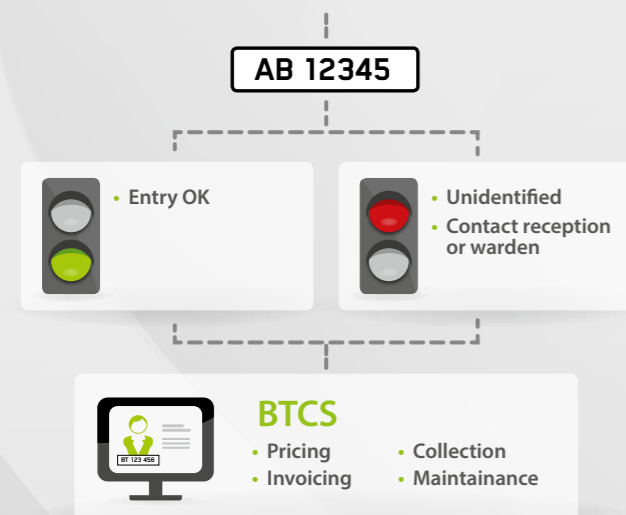 AB 12345
• Entry OK
• Unidentified
• Contact reception
or warden
BTCS
• Pricing
• Invoicing
• Collection
• Maintainance
BT 123 456